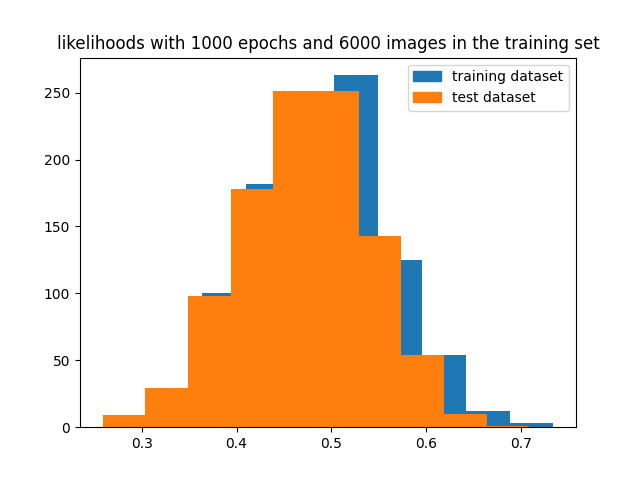 likelihoods with 1000 epochs and 6000 images in the training set
training dataset
test dataset
250
200
150
100
50
0
0.3 0.4 0.5 0.6 0.7